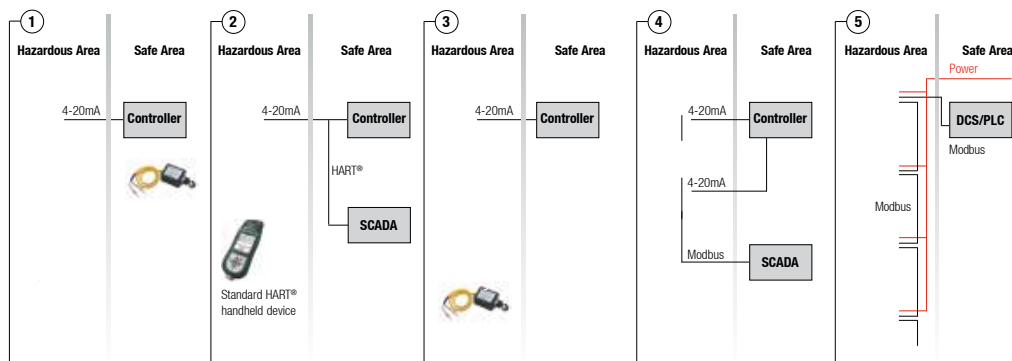 1
Hazardous Area
Safe Area
4-20mA
Controller
2
Hazardous Area
Safe Area
4-20mA
Controller
HART®
SCADA
Standard HART®
handheld device
3
Hazardous Area
Safe Area
4-20mA
Controller
4
Hazardous Area
Safe Area
4-20mA
Controller
4-20mA
Modbus
SCADA
5
Hazardous Area
Safe Area
Power
DCS/PLC
Modbus
Modbus